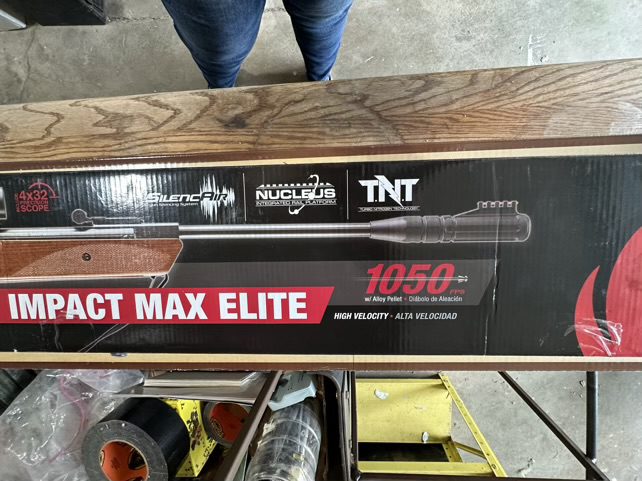 4x32
PRECISION
SCOPE
SILENCAIR
NUCLEUS
INTEGRATED RAIL PLATFORM
TNT
TURBO NITROGEN TECHNOLOGY
1050
FPS
w/ Alloy Pellet - Diábolo de Aleación
IMPACT MAX ELITE
HIGH VELOCITY - ALTA VELOCIDAD